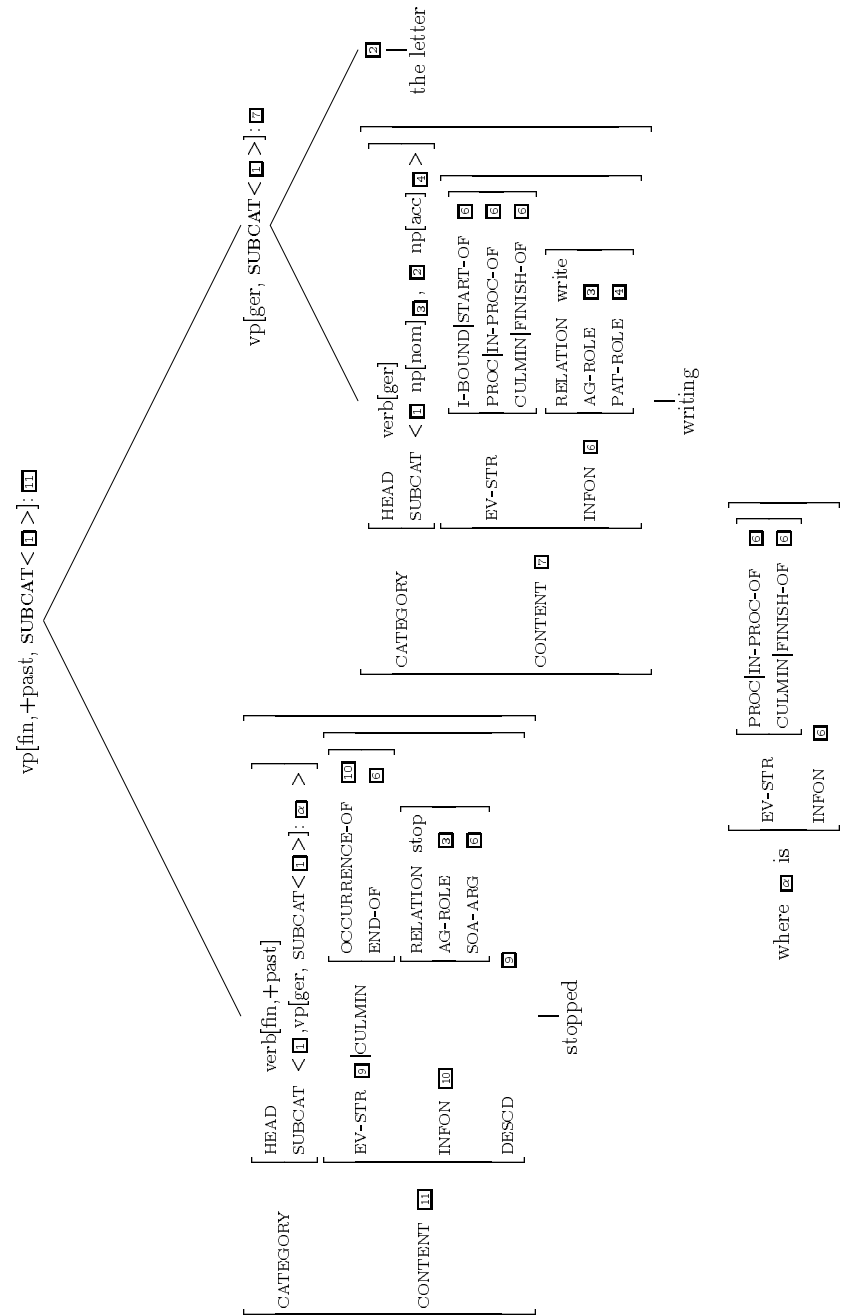 vp[fin,+past, SUBCAT< 1 >]: 11
vp[ger, SUBCAT< 1 >]: 7
CATEGORY
HEAD verb[fin,+past]
SUBCAT < 1 ,vp[ger, SUBCAT< 1 >]: α >
CONTENT 11
EV-STR 9 |CULMIN
OCCURRENCE-OF 10
END-OF 6
INFON 10
RELATION stop
AG-ROLE 3
SOA-ARG 6
DESCD 9
stopped
CATEGORY
HEAD verb[ger]
SUBCAT < 1 np[nom] 3 , 2 np[acc] 4 >
CONTENT 7
EV-STR
I-BOUND|START-OF 6
PROC|IN-PROC-OF 6
CULMIN|FINISH-OF 6
INFON 6
RELATION write
AG-ROLE 3
PAT-ROLE 4
writing
2
the letter
where α is
EV-STR
PROC|IN-PROC-OF 6
CULMIN|FINISH-OF 6
INFON 6